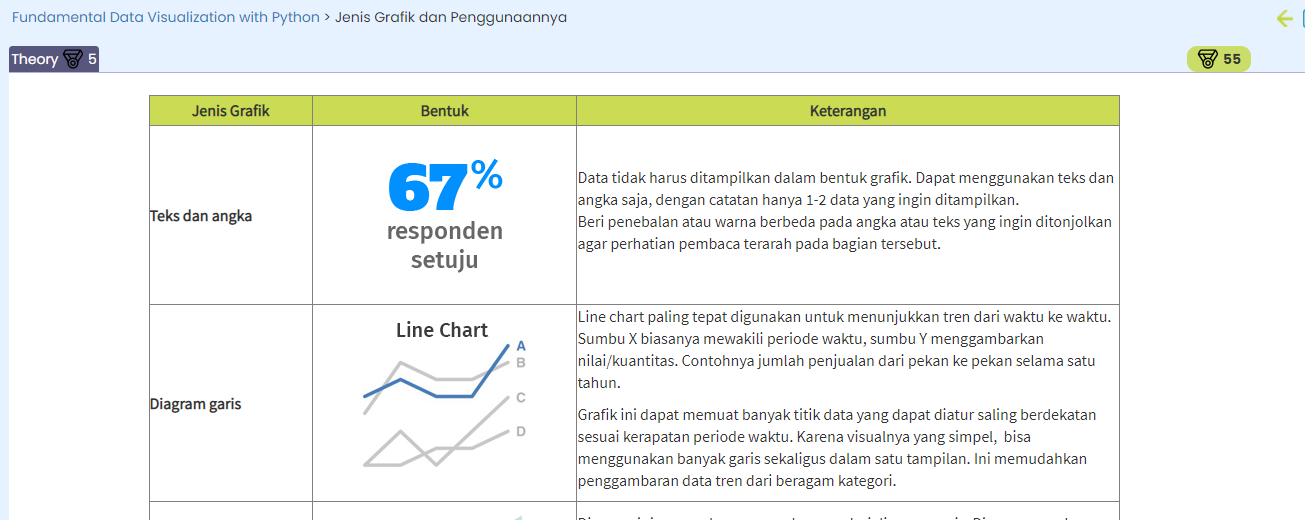 Fundamental Data Visualization with Python > Jenis Grafik dan Penggunaannya
Theory 5
55
Jenis Grafik
Bentuk
Keterangan
Teks dan angka
67%
responden
setuju
Data tidak harus ditampilkan dalam bentuk grafik. Dapat menggunakan teks dan
angka saja, dengan catatan hanya 1-2 data yang ingin ditampilkan.
Beri penebalan atau warna berbeda pada angka atau teks yang ingin ditonjolkan
agar perhatian pembaca terarah pada bagian tersebut.
Diagram garis
Line Chart
A
B
C
D
Line chart paling tepat digunakan untuk menunjukkan tren dari waktu ke waktu.
Sumbu X biasanya mewakili periode waktu, sumbu Y menggambarkan
nilai/kuantitas. Contohnya jumlah penjualan dari pekan ke pekan selama satu
tahun.
Grafik ini dapat memuat banyak titik data yang dapat diatur saling berdekatan
sesuai kerapatan periode waktu. Karena visualnya yang simpel, bisa
menggunakan banyak garis sekaligus dalam satu tampilan. Ini memudahkan
penggambaran data tren dari beragam kategori.